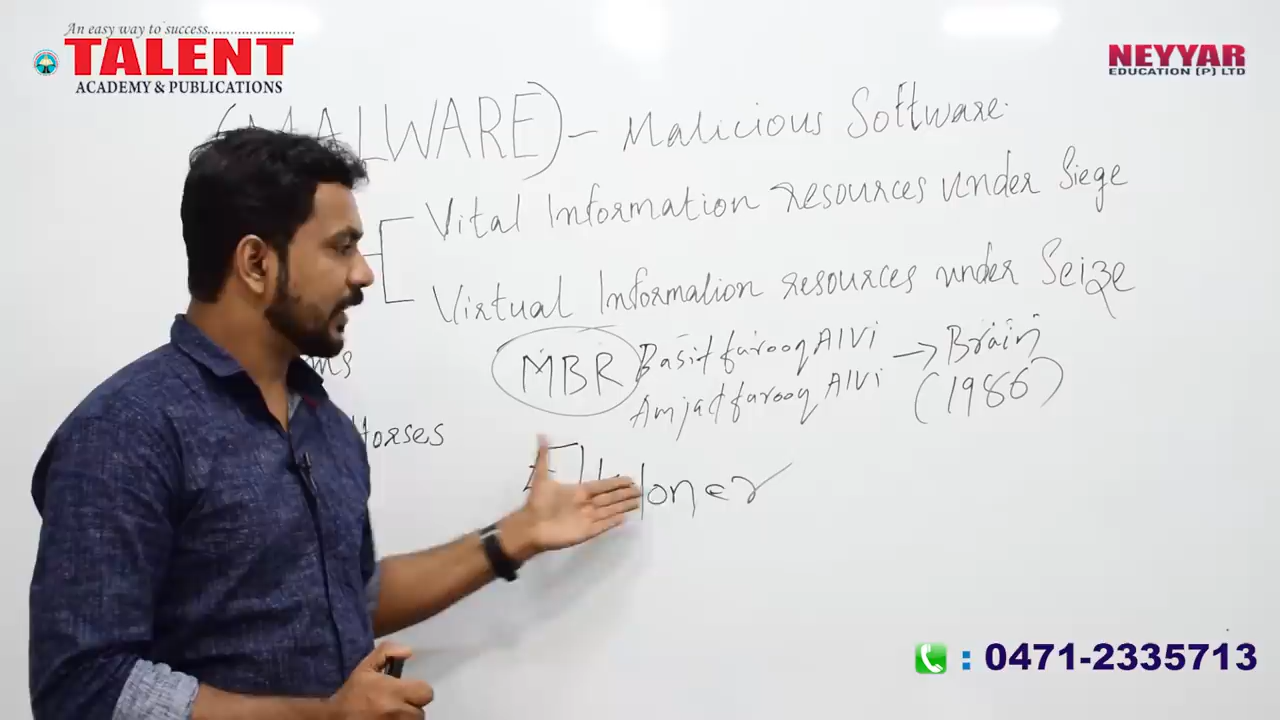 An easy way to success..................
TALENT
ACADEMY & PUBLICATIONS
NEYYAR
EDUCATION (P) LTD
(MALWARE) - Malicious Software
Vital Information resources under Siege
Virtual Information resources under Seize
MBR
Basit farooq AlVi
Amjad farooq AlVi
→ Brain
(1986)
Horses
: 0471-2335713